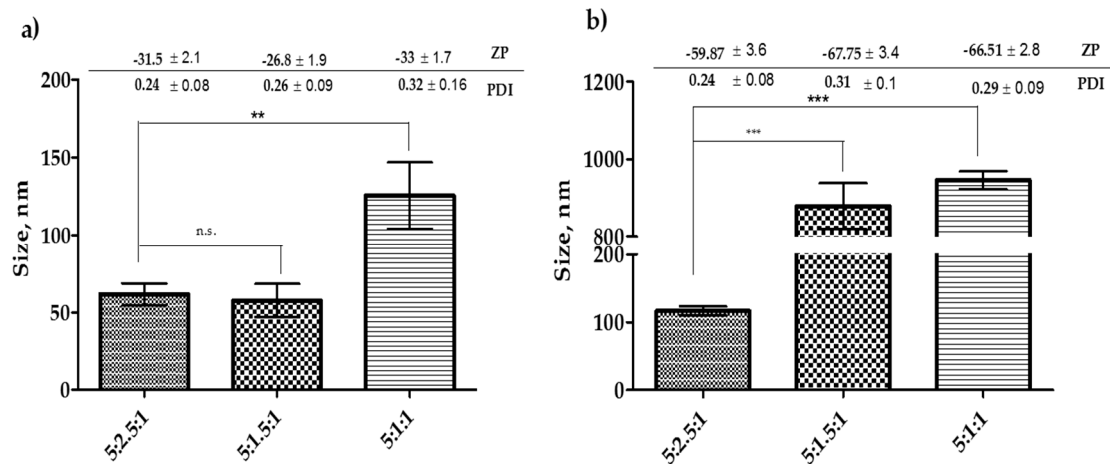 a)
-31.5 ± 2.1 -26.8 ± 1.9 -33 ± 1.7 ZP
0.24 ± 0.08 0.26 ± 0.09 0.32 ± 0.16 PDI
200
150
100
50
0
Size, nm
**
n.s.
5:2.5:1
5:1.5:1
5:1:1
b)
-59.87 ± 3.6 -67.75 ± 3.4 -66.51 ± 2.8 ZP
0.24 ± 0.08 0.31 ± 0.1 0.29 ± 0.09 PDI
1200
1000
800
200
100
0
Size, nm
***
***
5:2.5:1
5:1.5:1
5:1:1